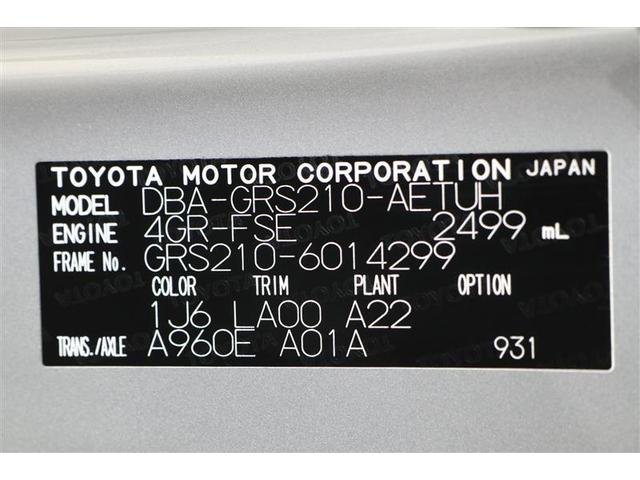 TOYOTA MOTOR CORPORATION JAPAN
MODEL DBA-GRS210-AETUH
ENGINE 4GR-FSE 2499 mL
FRAME No. GRS210-6014299
COLOR TRIM PLANT OPTION
1J6 LA00 A22
TRANS./AXLE A960E A01A 931